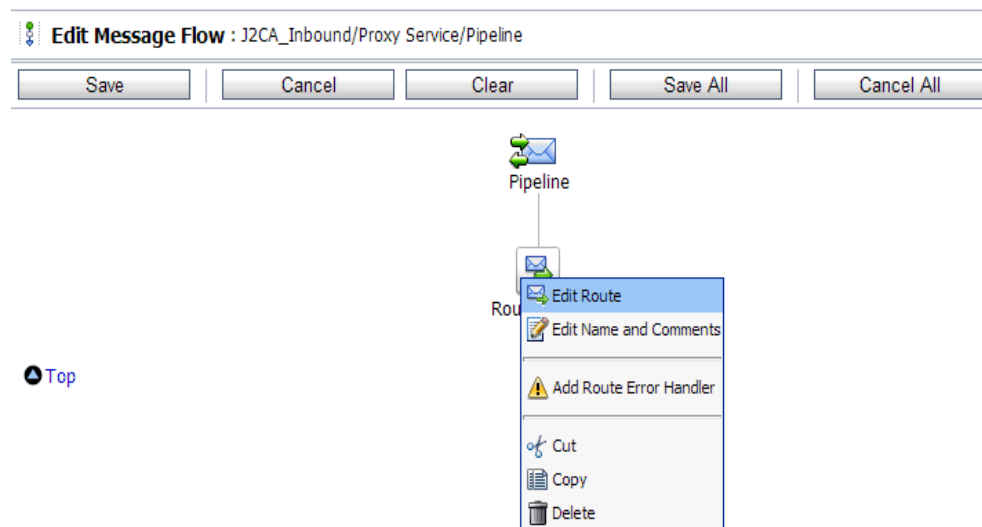 Edit Message Flow : J2CA_Inbound/Proxy Service/Pipeline
Save Cancel Clear Save All Cancel All
Pipeline
Edit Route
Edit Name and Comments
Add Route Error Handler
Top
Cut
Copy
Delete